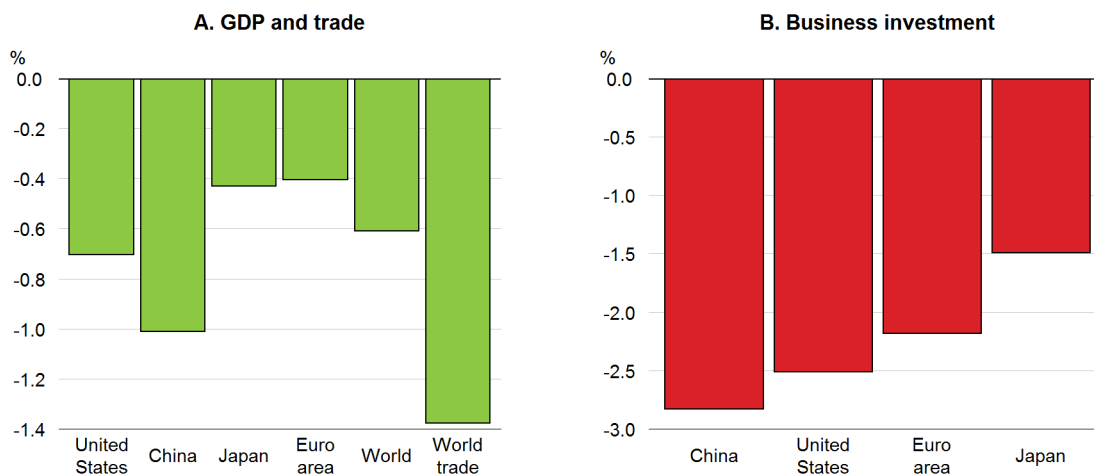 A. GDP and trade
%
0.0
-0.2
-0.4
-0.6
-0.8
-1.0
-1.2
-1.4
United
States
China
Japan
Euro
area
World
World
trade
B. Business investment
%
0.0
-0.5
-1.0
-1.5
-2.0
-2.5
-3.0
China
United
States
Euro
area
Japan